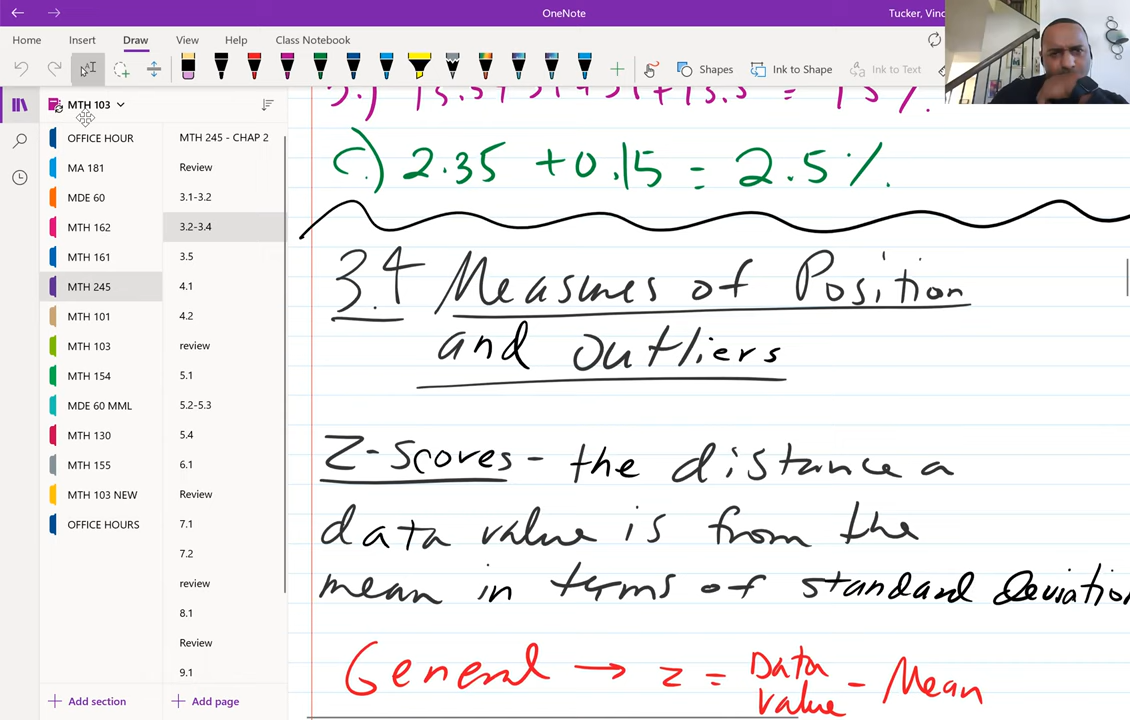 OneNote
Tucker, Vinc
Home
Insert
Draw
View
Help
Class Notebook
Shapes
Ink to Shape
Ink to Text
MTH 103
OFFICE HOUR
MA 181
MDE 60
MTH 162
MTH 161
MTH 245
MTH 101
MTH 103
MTH 154
MDE 60 MML
MTH 130
MTH 155
MTH 103 NEW
OFFICE HOURS
Add section
MTH 245 - CHAP 2
Review
3.1-3.2
3.2-3.4
3.5
4.1
4.2
review
5.1
5.2-5.3
5.4
6.1
Review
7.1
7.2
review
8.1
Review
9.1
Add page
C.) 2.35 + 0.15 = 2.5%.
3.4 Measures of Position
and Outliers
Z-Scores - the distance a
data value is from the
mean in terms of standard Deviation
General → z = Data value - Mean